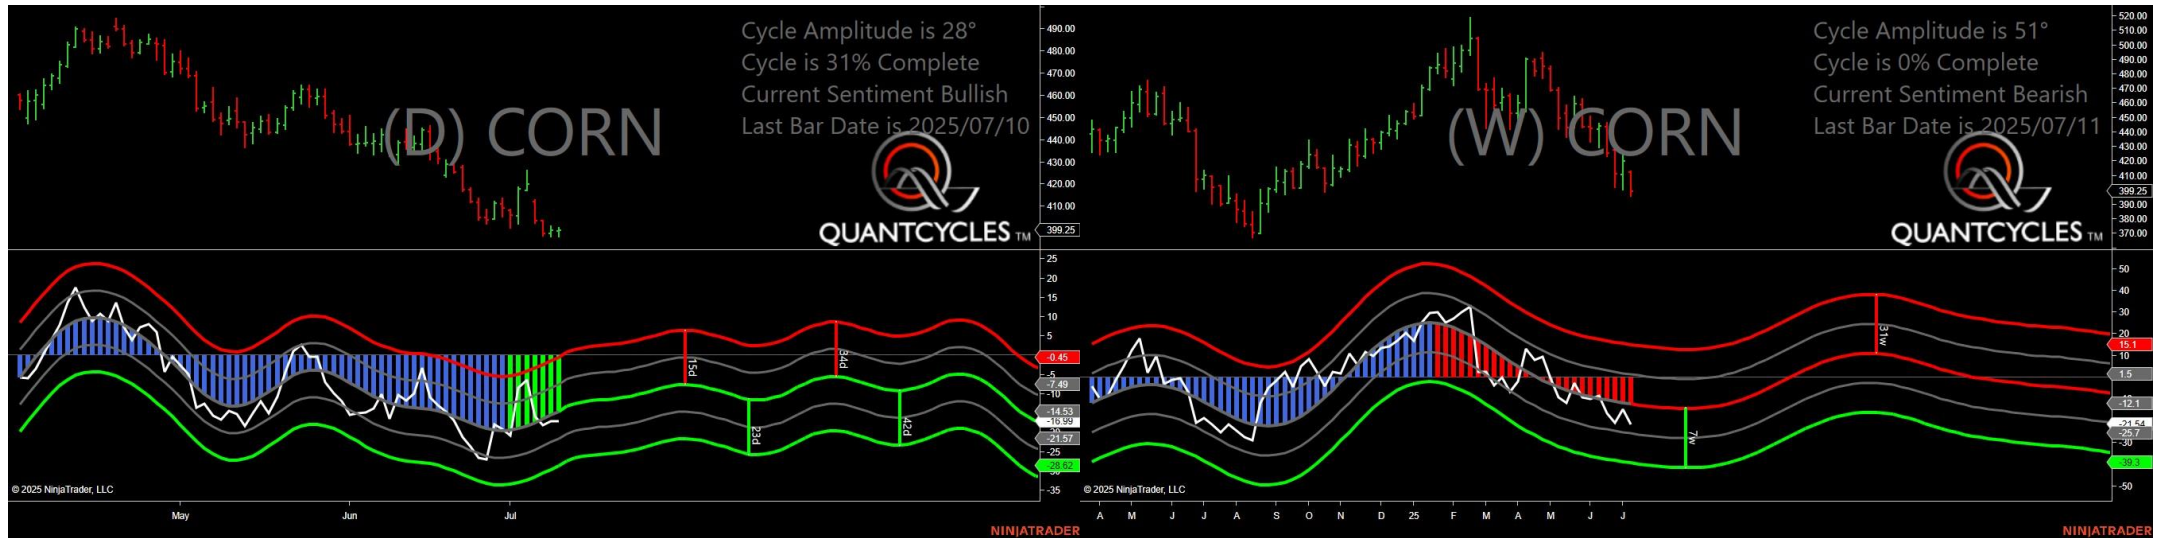 Cycle Amplitude is 28°
Cycle is 31% Complete
Current Sentiment Bullish
Last Bar Date is 2025/07/10
(D) CORN
QUANTCYCLES TM
490.00
480.00
470.00
460.00
450.00
440.00
430.00
420.00
410.00
399.25
25
20
15
10
5
-0.45
-5
-7.49
-10
-14.53
-16.99
-21.57
-25
-28.62
-35
15d
23d
34d
42d
© 2025 NinjaTrader, LLC
May
Jun
Jul
NINJATRADER
Cycle Amplitude is 51°
Cycle is 0% Complete
Current Sentiment Bearish
Last Bar Date is 2025/07/11
(W) CORN
QUANTCYCLES TM
520.00
510.00
500.00
490.00
480.00
470.00
460.00
450.00
440.00
430.00
420.00
410.00
399.25
390.00
380.00
370.00
50
40
30
20
15.1
10
1.5
-12.1
-21.54
-25.7
-30
-39.3
-50
7w
31w
© 2025 NinjaTrader, LLC
A M J J A S O N D 25 F M A M J J
NINJATRADER